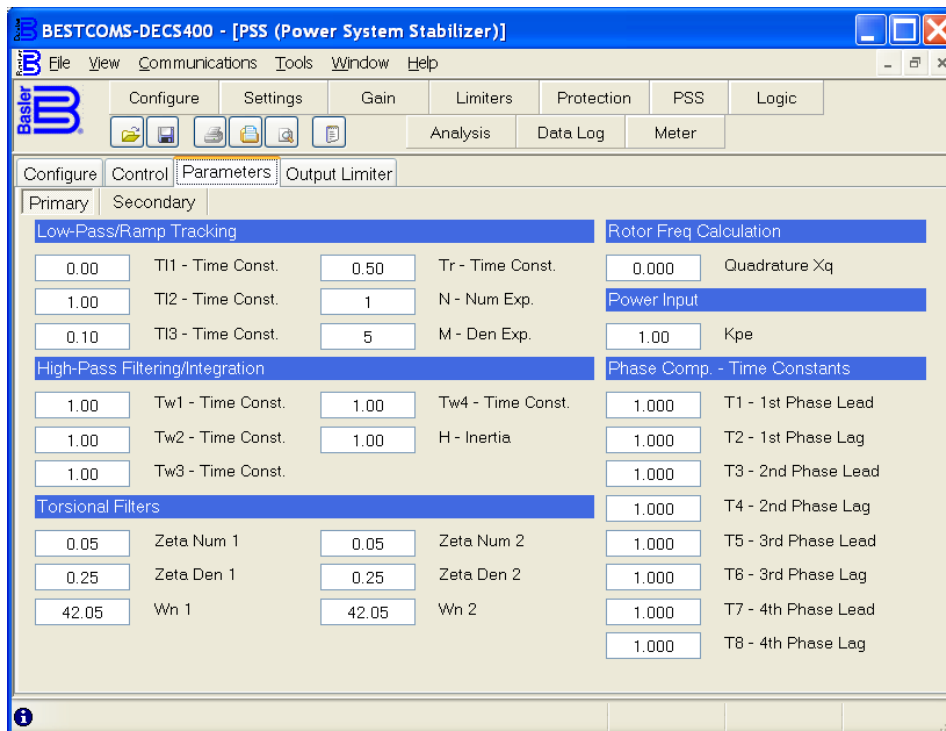 BESTCOMS-DECS400 - [PSS (Power System Stabilizer)]
File View Communications Tools Window Help
Basler
Configure Settings Gain Limiters Protection PSS Logic
Analysis Data Log Meter
Configure Control Parameters Output Limiter
Primary Secondary
Low-Pass/Ramp Tracking
0.00 Tl1 - Time Const. 0.50 Tr - Time Const.
1.00 Tl2 - Time Const. 1 N - Num Exp.
0.10 Tl3 - Time Const. 5 M - Den Exp.
High-Pass Filtering/Integration
1.00 Tw1 - Time Const. 1.00 Tw4 - Time Const.
1.00 Tw2 - Time Const. 1.00 H - Inertia
1.00 Tw3 - Time Const.
Torsional Filters
0.05 Zeta Num 1 0.05 Zeta Num 2
0.25 Zeta Den 1 0.25 Zeta Den 2
42.05 Wn 1 42.05 Wn 2
Rotor Freq Calculation
0.000 Quadrature Xq
Power Input
1.00 Kpe
Phase Comp. - Time Constants
1.000 T1 - 1st Phase Lead
1.000 T2 - 1st Phase Lag
1.000 T3 - 2nd Phase Lead
1.000 T4 - 2nd Phase Lag
1.000 T5 - 3rd Phase Lead
1.000 T6 - 3rd Phase Lag
1.000 T7 - 4th Phase Lead
1.000 T8 - 4th Phase Lag